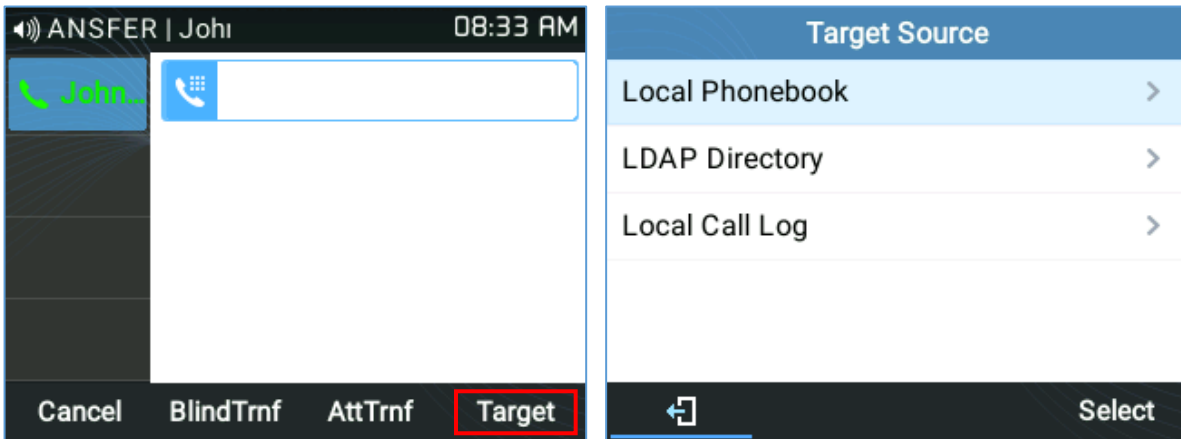 ANSFER | John
08:33 AM
John...
Cancel BlindTrnf AttTrnf Target
Target Source
Local Phonebook
LDAP Directory
Local Call Log
Select